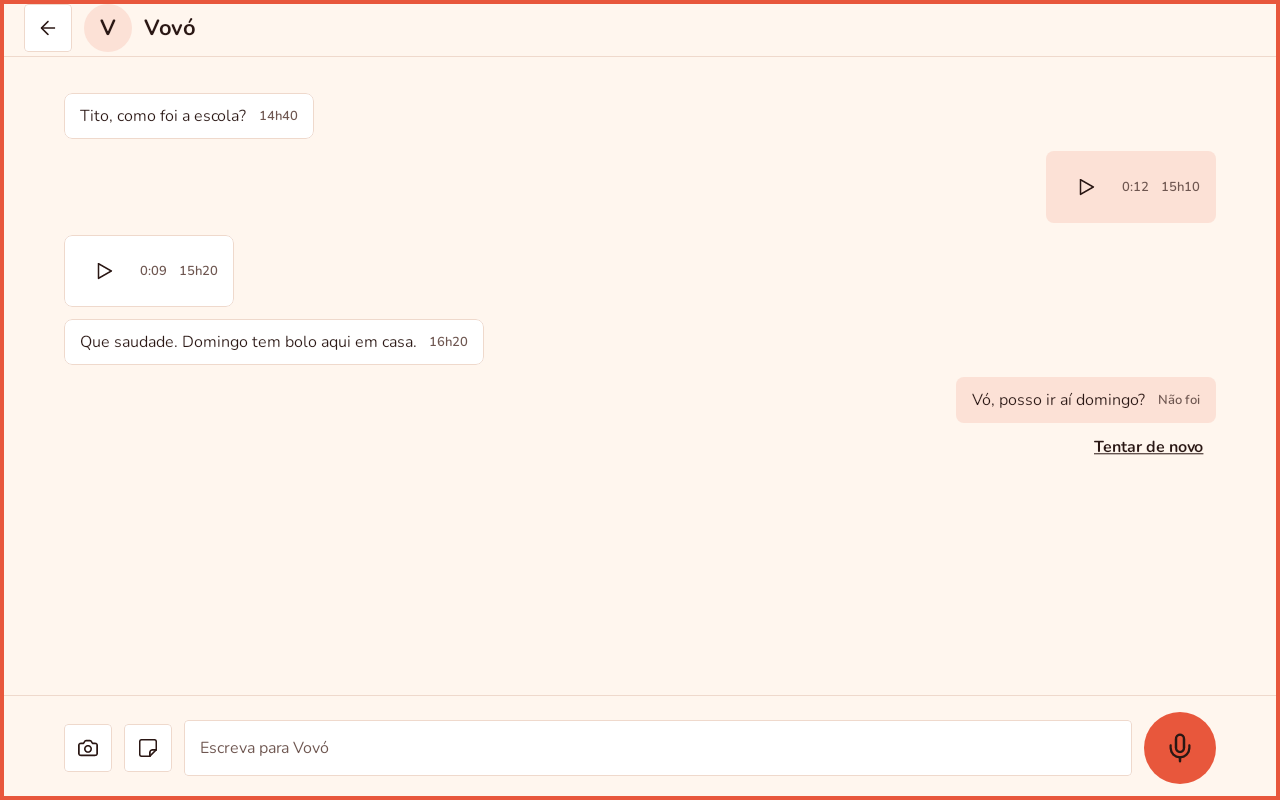 V Vovó
Tito, como foi a escola? 14h40
0:12 15h10
0:09 15h20
Que saudade. Domingo tem bolo aqui em casa. 16h20
Vó, posso ir aí domingo? Não foi
Tentar de novo
Escreva para Vovó